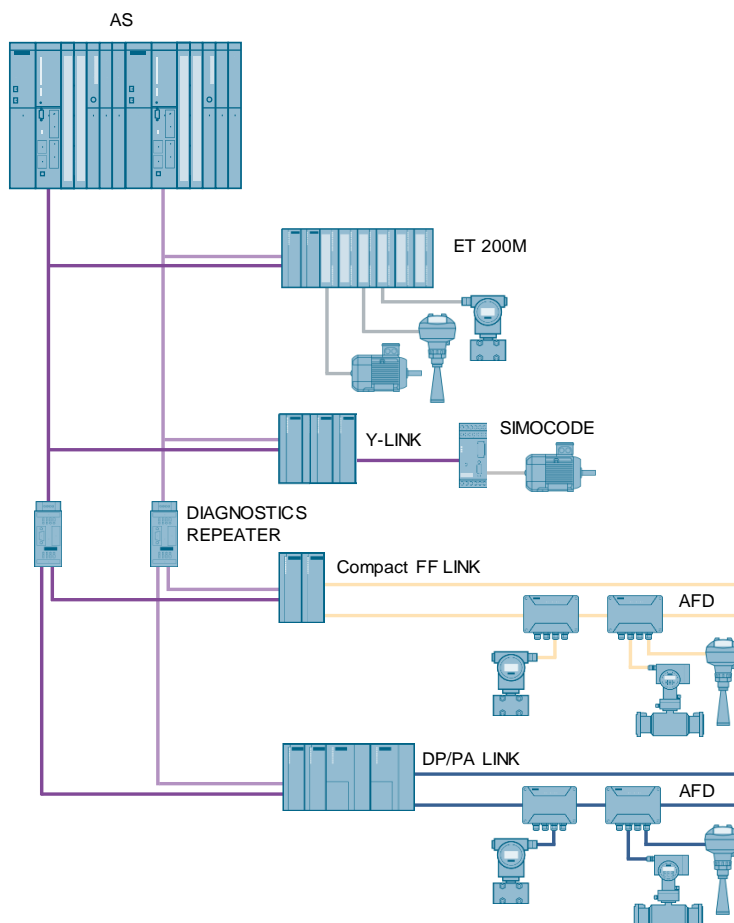 AS
ET 200M
Y-LINK
SIMOCODE
DIAGNOSTICS
REPEATER
Compact FF LINK
AFD
DP/PA LINK
AFD